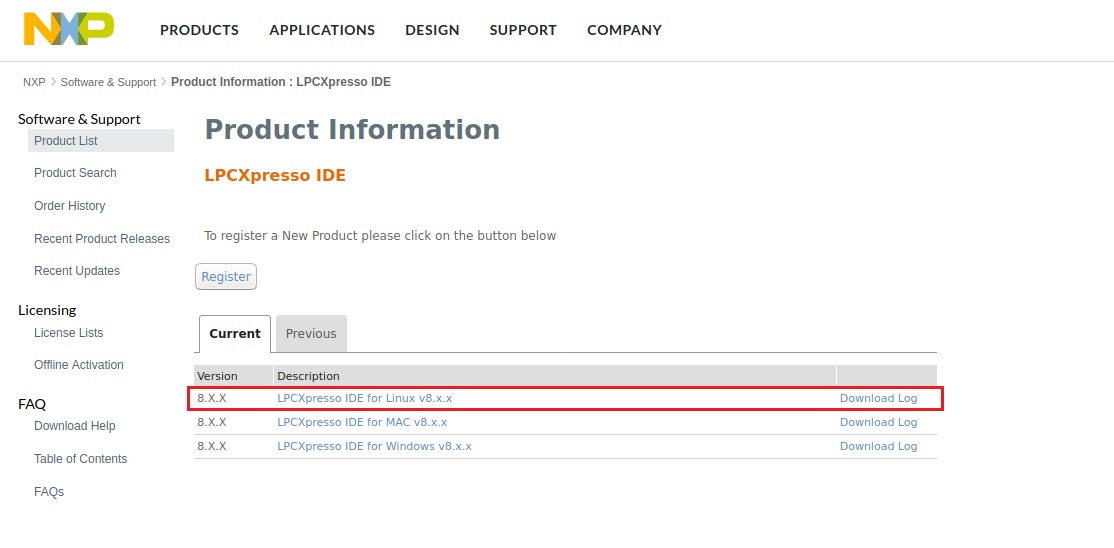 NXP
PRODUCTS APPLICATIONS DESIGN SUPPORT COMPANY
NXP > Software & Support > Product Information : LPCXpresso IDE
Software & Support
Product List
Product Search
Order History
Recent Product Releases
Recent Updates
Licensing
License Lists
Offline Activation
FAQ
Download Help
Table of Contents
FAQs
Product Information
LPCXpresso IDE
To register a New Product please click on the button below
Register
Current Previous
Version Description
8.X.X LPCXpresso IDE for Linux v8.x.x Download Log
8.X.X LPCXpresso IDE for MAC v8.x.x Download Log
8.X.X LPCXpresso IDE for Windows v8.x.x Download Log